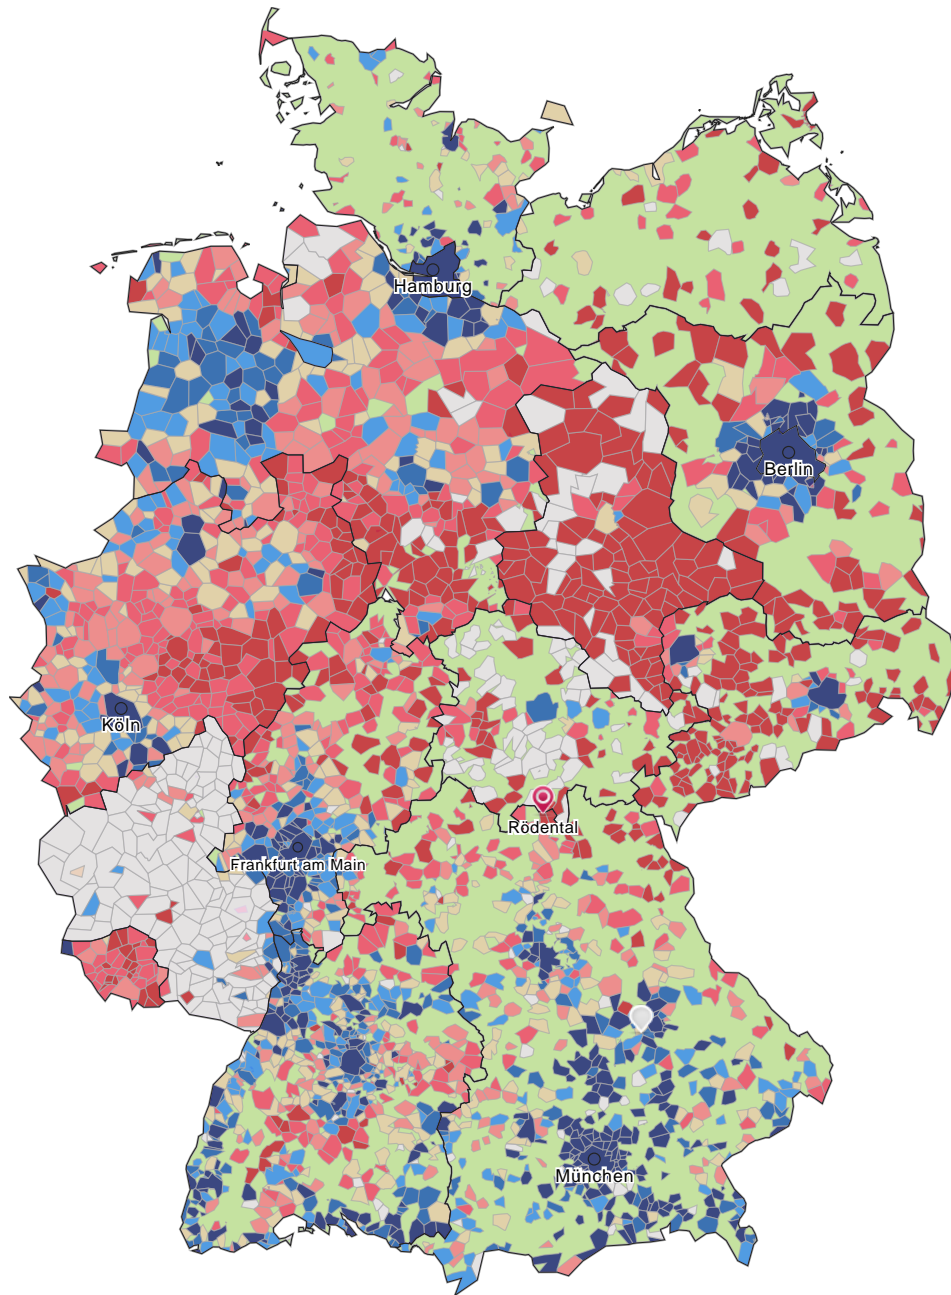 Hamburg
Berlin
Köln
Rödental
Frankfurt am Main
München